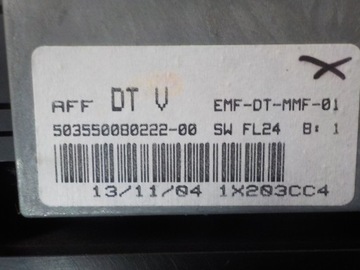 AFF DT V EMF-DT-MMF-01
503550080222-00 SW FL24 B: 1
13/11/04 1X203CC4